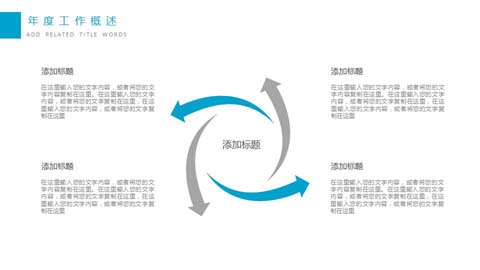 年度工作概述
ADD RELATED TITLE WORDS
添加标题
在这里输入您的文字内容，或者将您的文
字内容复制在这里。在这里输入您的文字
内容，或者将您的文字复制在这里，在这
里输入您的文字内容，或者将您的文字复
制在这里
添加标题
在这里输入您的文字内容，或者将您的文
字内容复制在这里。在这里输入您的文字
内容，或者将您的文字复制在这里，在这
里输入您的文字内容，或者将您的文字复
制在这里
添加标题
添加标题
在这里输入您的文字内容，或者将您的文
字内容复制在这里。在这里输入您的文字
内容，或者将您的文字复制在这里，在这
里输入您的文字内容，或者将您的文字复
制在这里
添加标题
在这里输入您的文字内容，或者将您的文
字内容复制在这里。在这里输入您的文字
内容，或者将您的文字复制在这里，在这
里输入您的文字内容，或者将您的文字复
制在这里